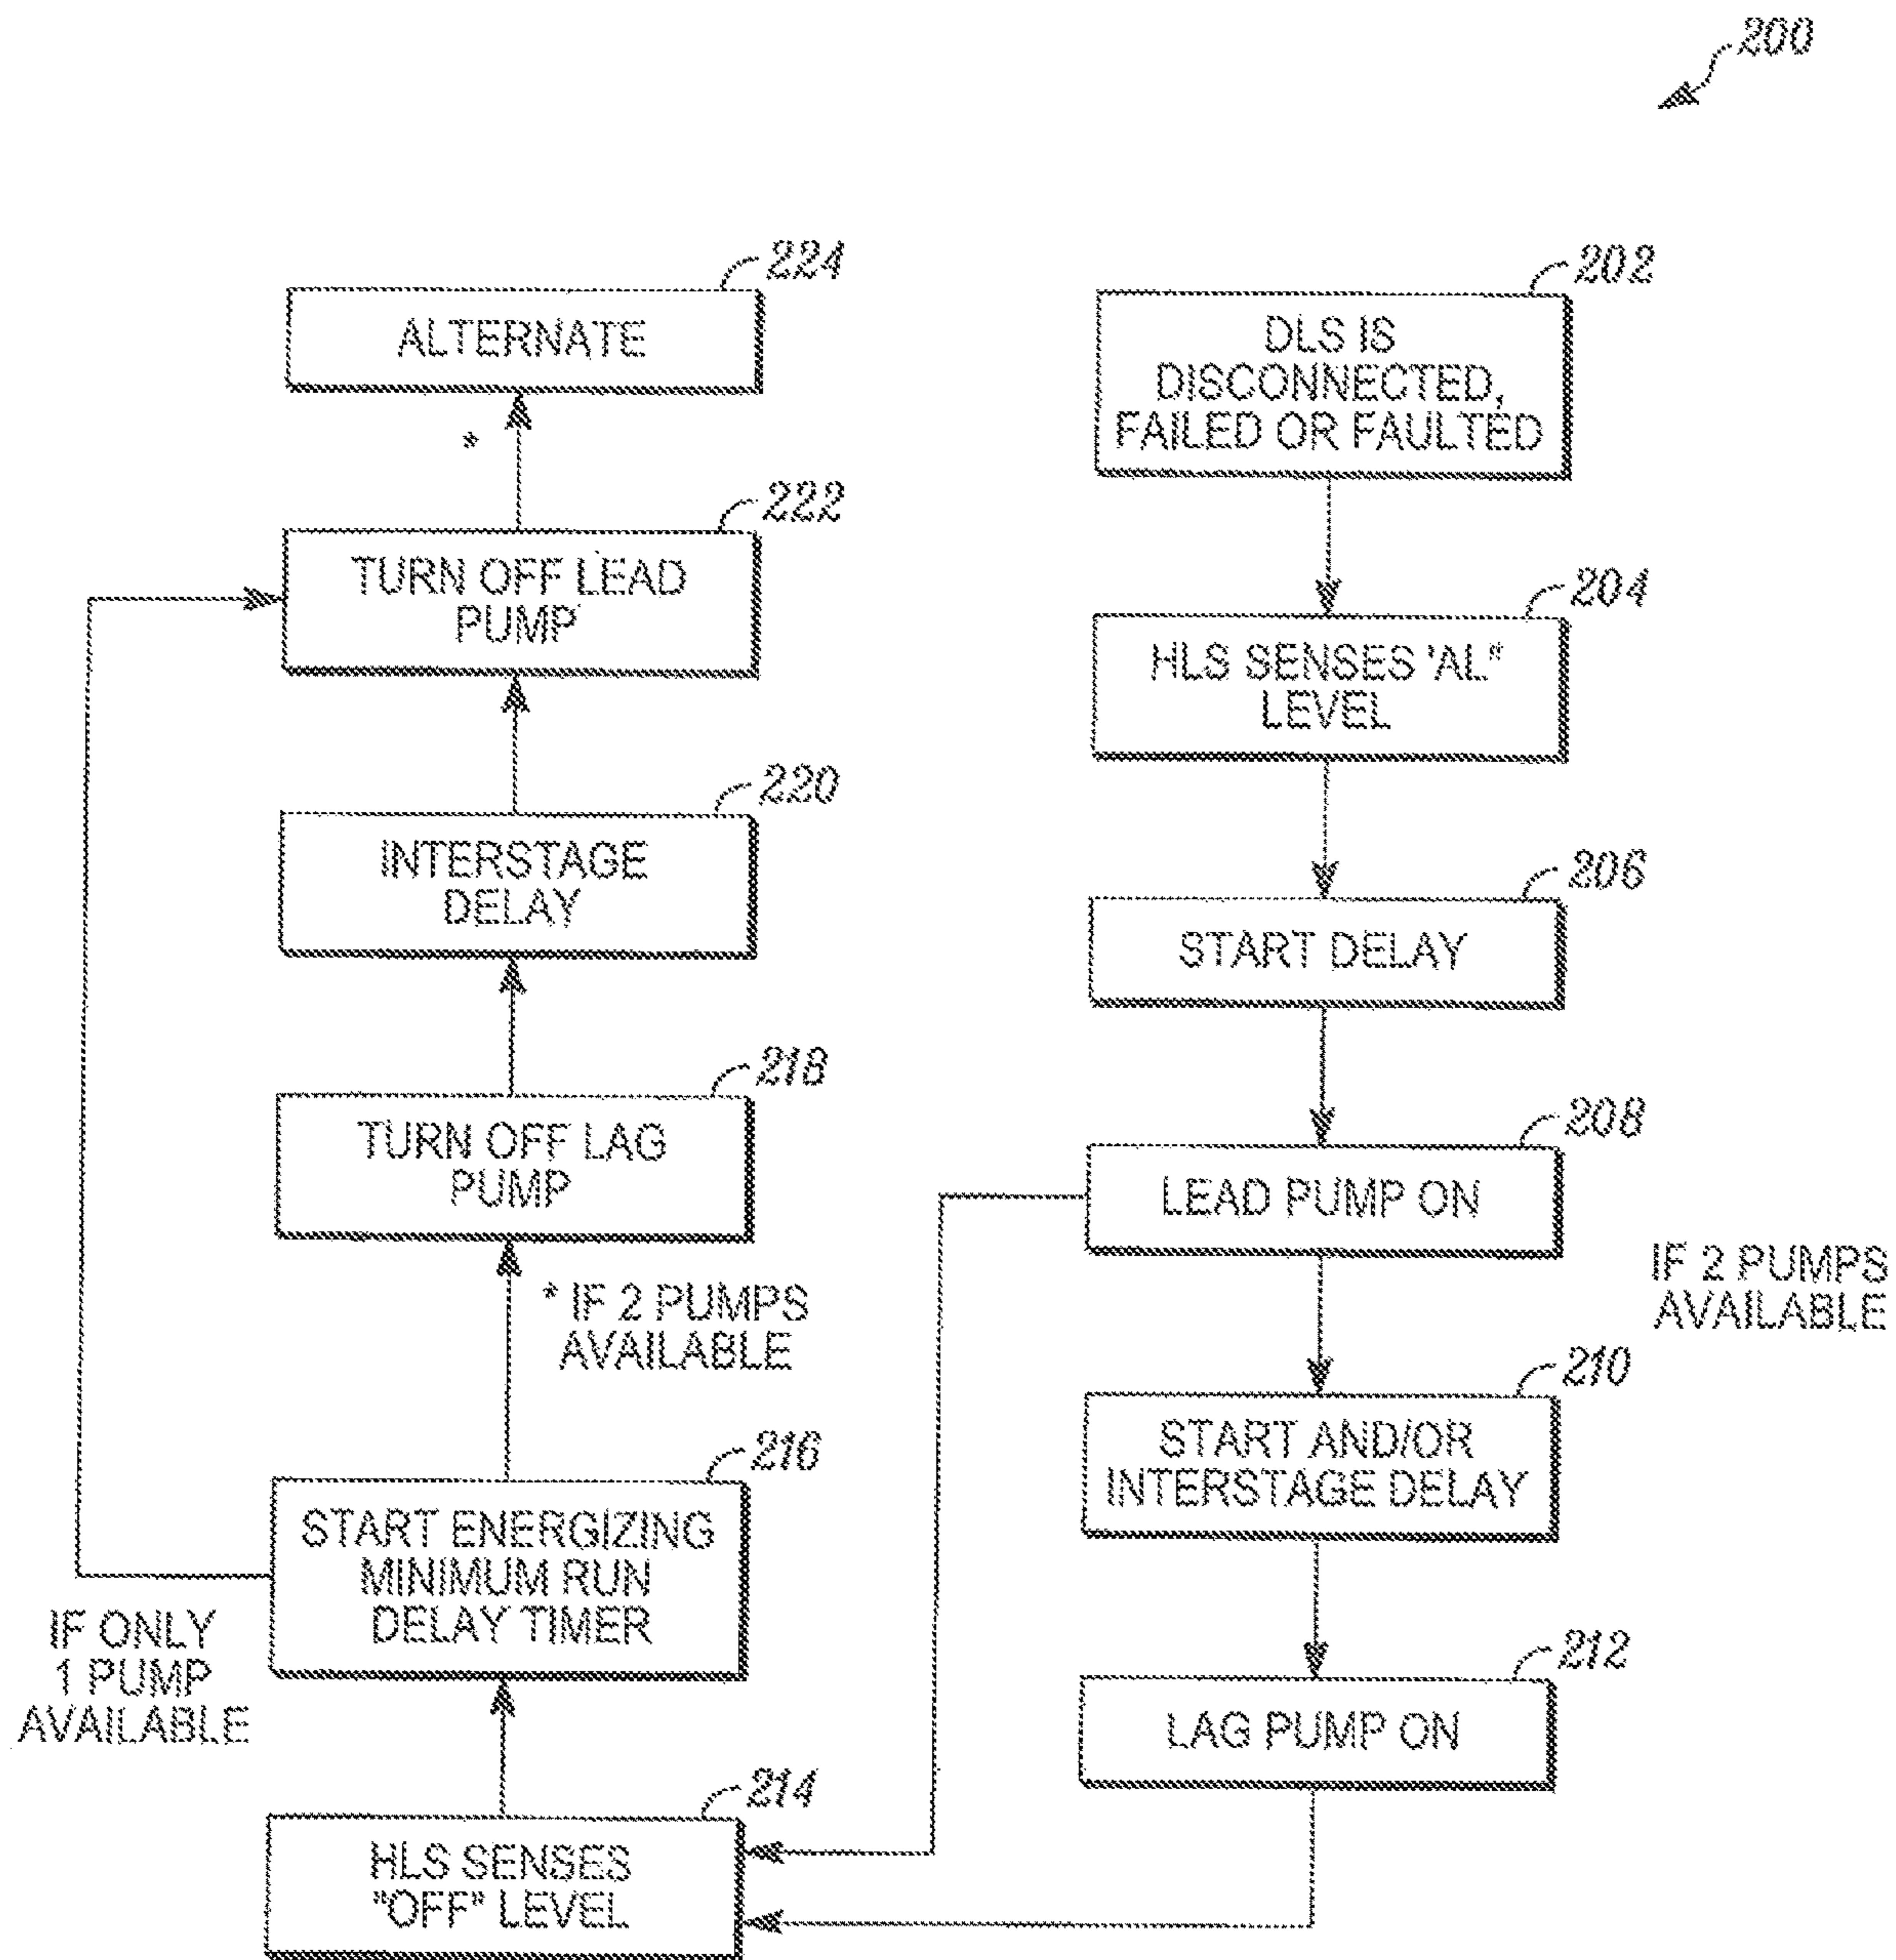 200
202
DLS IS
DISCONNECTED,
FAILED OR FAULTED
204
HLS SENSES 'AL"
LEVEL
206
START DELAY
208
LEAD PUMP ON
IF 2 PUMPS
AVAILABLE
210
START AND/OR
INTERSTAGE DELAY
212
LAG PUMP ON
214
HLS SENSES
"OFF" LEVEL
216
START ENERGIZING
MINIMUM RUN
DELAY TIMER
IF ONLY
1 PUMP
AVAILABLE
* IF 2 PUMPS
AVAILABLE
218
TURN OFF LAG
PUMP
220
INTERSTAGE
DELAY
222
TURN OFF LEAD
PUMP
*
224
ALTERNATE